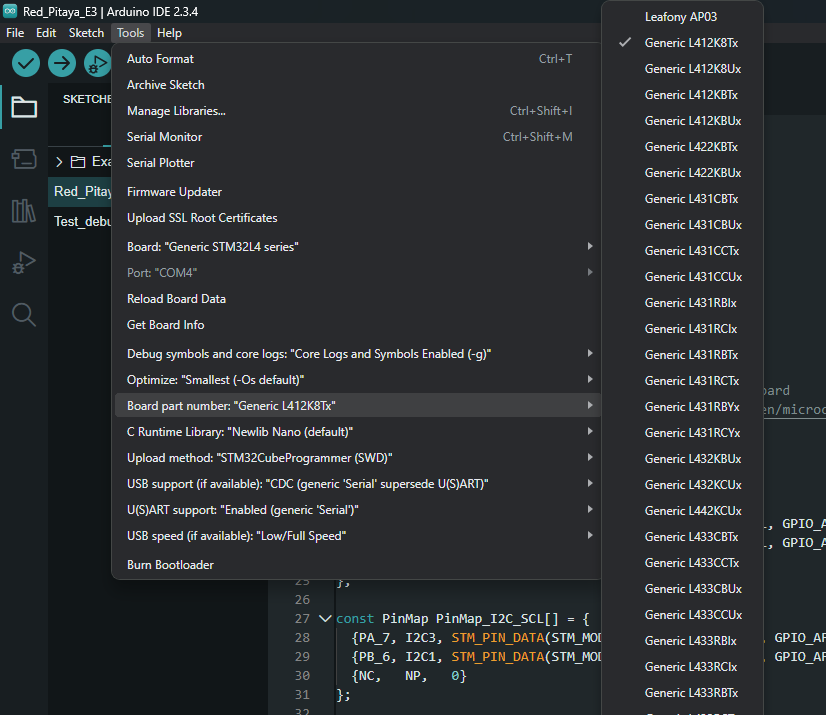 Red_Pitaya_E3 | Arduino IDE 2.3.4
File Edit Sketch Tools Help
SKETCHE
Exa
Red_Pitay
Test_debu
Auto Format Ctrl+T
Archive Sketch
Manage Libraries... Ctrl+Shift+I
Serial Monitor Ctrl+Shift+M
Serial Plotter
Firmware Updater
Upload SSL Root Certificates
Board: "Generic STM32L4 series"
Port: "COM4"
Reload Board Data
Get Board Info
Debug symbols and core logs: "Core Logs and Symbols Enabled (-g)"
Optimize: "Smallest (-Os default)"
Board part number: "Generic L412K8Tx"
C Runtime Library: "Newlib Nano (default)"
Upload method: "STM32CubeProgrammer (SWD)"
USB support (if available): "CDC (generic 'Serial' supersede U(S)ART)"
U(S)ART support: "Enabled (generic 'Serial')"
USB speed (if available): "Low/Full Speed"
Burn Bootloader
Leafony AP03
Generic L412K8Tx
Generic L412K8Ux
Generic L412KBTx
Generic L412KBUx
Generic L422KBTx
Generic L422KBUx
Generic L431CBTx
Generic L431CBUx
Generic L431CCTx
Generic L431CCUx
Generic L431RBIx
Generic L431RCIx
Generic L431RBTx
Generic L431RCTx
Generic L431RBYx
Generic L431RCYx
Generic L432KBUx
Generic L432KCUx
Generic L442KCUx
Generic L433CBTx
Generic L433CCTx
Generic L433CBUx
Generic L433CCUx
Generic L433RBIx
Generic L433RCIx
Generic L433RBTx
oard
en/microc
, GPIO_A
, GPIO_A
25 };
26
27 const PinMap PinMap_I2C_SCL[] = {
28 {PA_7, I2C3, STM_PIN_DATA(STM_MOD , GPIO_AF
29 {PB_6, I2C1, STM_PIN_DATA(STM_MOD , GPIO_AF
30 {NC, NP, 0}
31 };
32